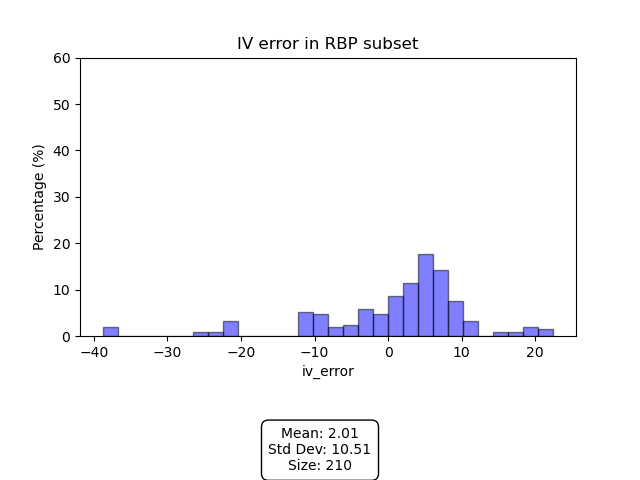 IV error in RBP subset
60
50
40
30
20
10
0
Percentage (%)
−40 −30 −20 −10 0 10 20
iv_error
Mean: 2.01
Std Dev: 10.51
Size: 210